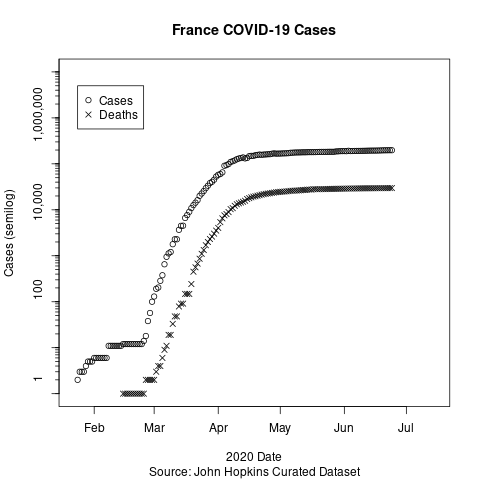 France COVID-19 Cases
Cases
Deaths
Cases (semilog)
1,000,000
10,000
100
1
Feb Mar Apr May Jun Jul
2020 Date
Source: John Hopkins Curated Dataset